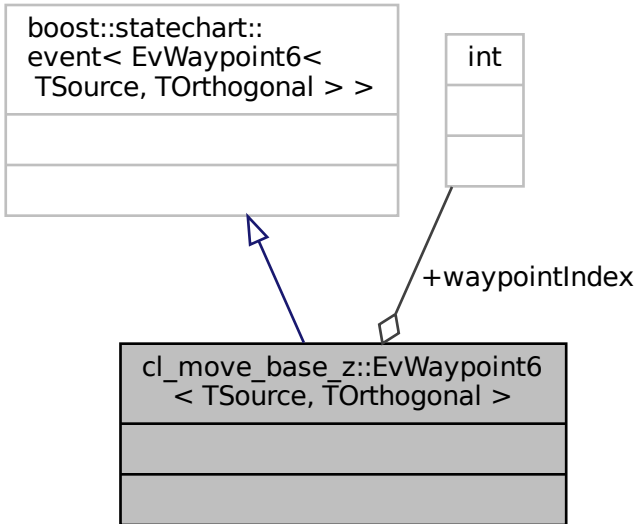 boost::statechart::
event< EvWaypoint6<
TSource, TOrthogonal > >
int
+waypointIndex
cl_move_base_z::EvWaypoint6
< TSource, TOrthogonal >